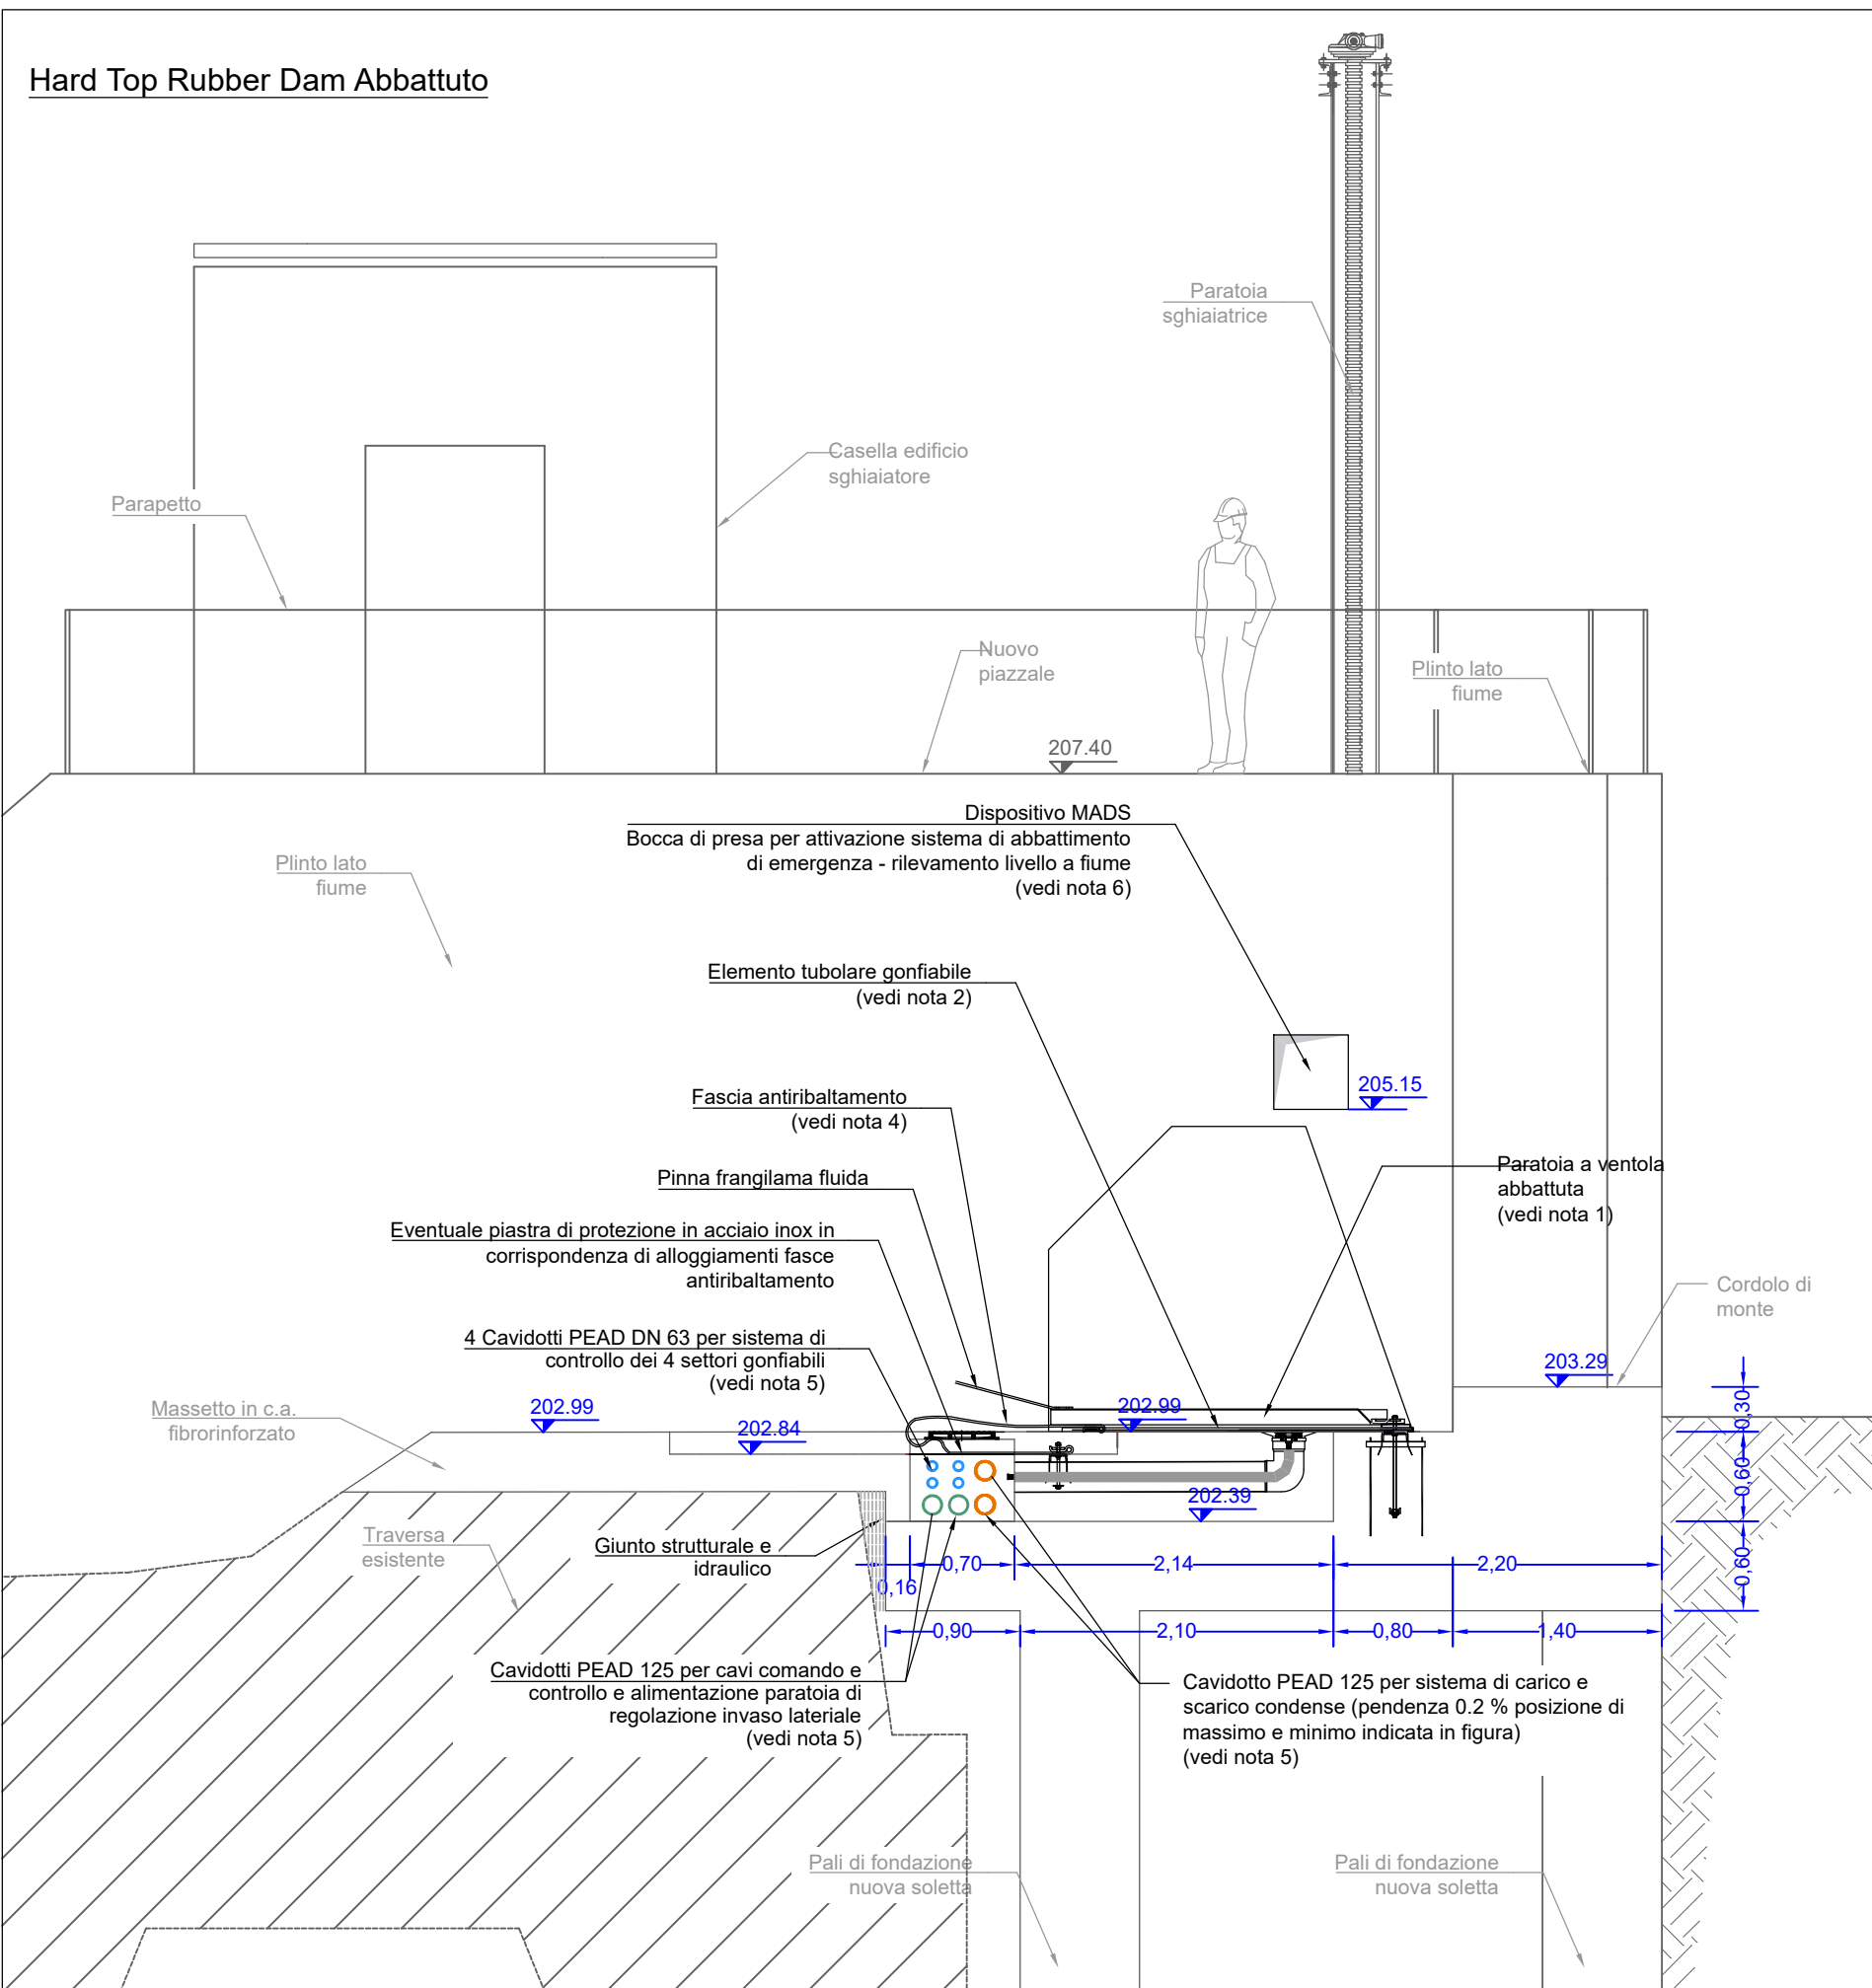 Hard Top Rubber Dam Abbattuto
Paratoia
sghiaiatrice
Casella edificio
sghiaiatore
Parapetto
Nuovo
piazzale
Plinto lato
fiume
207.40
Dispositivo MADS
Bocca di presa per attivazione sistema di abbattimento
di emergenza - rilevamento livello a fiume
(vedi nota 6)
Plinto lato
fiume
Elemento tubolare gonfiabile
(vedi nota 2)
205.15
Fascia antiribaltamento
(vedi nota 4)
Paratoia a ventola
abbattuta
(vedi nota 1)
Pinna frangilama fluida
Eventuale piastra di protezione in acciaio inox in
corrispondenza di alloggiamenti fasce
antiribaltamento
Cordolo di
monte
4 Cavidotti PEAD DN 63 per sistema di
controllo dei 4 settori gonfiabili
(vedi nota 5)
203.29
0,30
Massetto in c.a.
fibrorinforzato
202.99
202.84
202.99
0,60
202.39
Traversa
esistente
Giunto strutturale e
idraulico
0,16
0,70
2,14
2,20
0,60
0,90
2,10
0,80
1,40
Cavidotti PEAD 125 per cavi comando e
controllo e alimentazione paratoia di
regolazione invaso lateriale
(vedi nota 5)
Cavidotto PEAD 125 per sistema di carico e
scarico condense (pendenza 0.2 % posizione di
massimo e minimo indicata in figura)
(vedi nota 5)
Pali di fondazione
nuova soletta
Pali di fondazione
nuova soletta